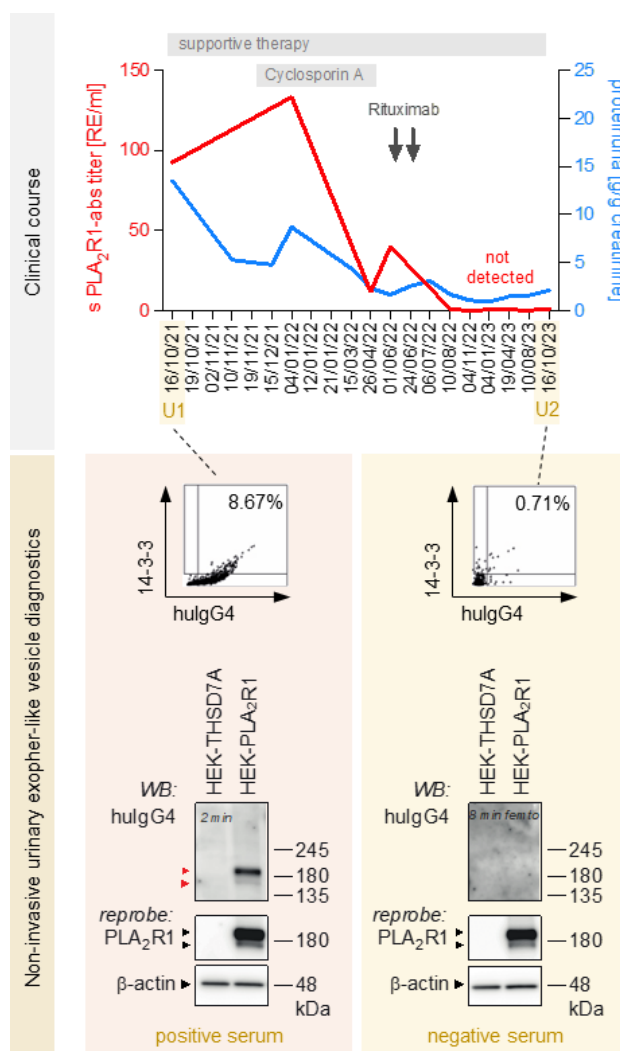 Clinical course
supportive therapy
Cyclosporin A
Rituximab
s PLA₂R1-abs titer [RE/ml]
150
100
50
0
25
20
15
10
5
0
proteinuria [g/g creatinine]
not
detected
16/10/21
19/10/21
02/11/21
10/11/21
19/11/21
15/12/21
04/01/22
12/01/22
21/01/22
15/03/22
26/04/22
01/06/22
24/06/22
06/07/22
10/08/22
04/11/22
04/01/23
19/04/23
10/08/23
16/10/23
U1
U2
Non-invasive urinary exopher-like vesicle diagnostics
8.67%
14-3-3
huIgG4
0.71%
14-3-3
huIgG4
HEK-THSD7A
HEK-PLA₂R1
WB:
huIgG4
2 min
245
180
135
reprobe:
PLA₂R1
180
β-actin
48
kDa
positive serum
HEK-THSD7A
HEK-PLA₂R1
WB:
huIgG4
8 min femto
245
180
135
reprobe:
PLA₂R1
180
β-actin
48
kDa
negative serum